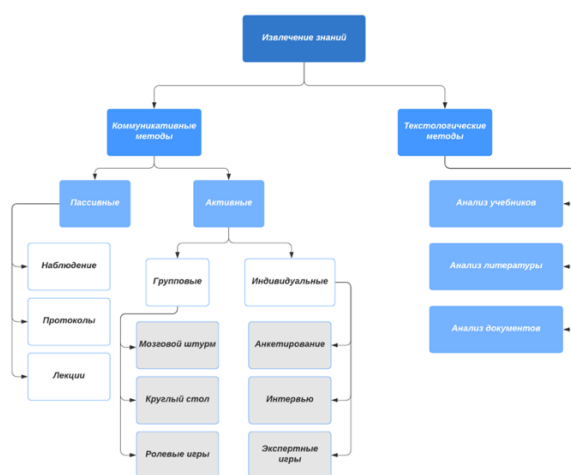 Извлечение знаний
Коммуникативные
методы
Текстологические
методы
Пассивные
Активные
Анализ учебников
Наблюдение
Групповые
Индивидуальные
Анализ литературы
Протоколы
Мозговой штурм
Анкетирование
Анализ документов
Лекции
Круглый стол
Интервью
Ролевые игры
Экспертные
игры